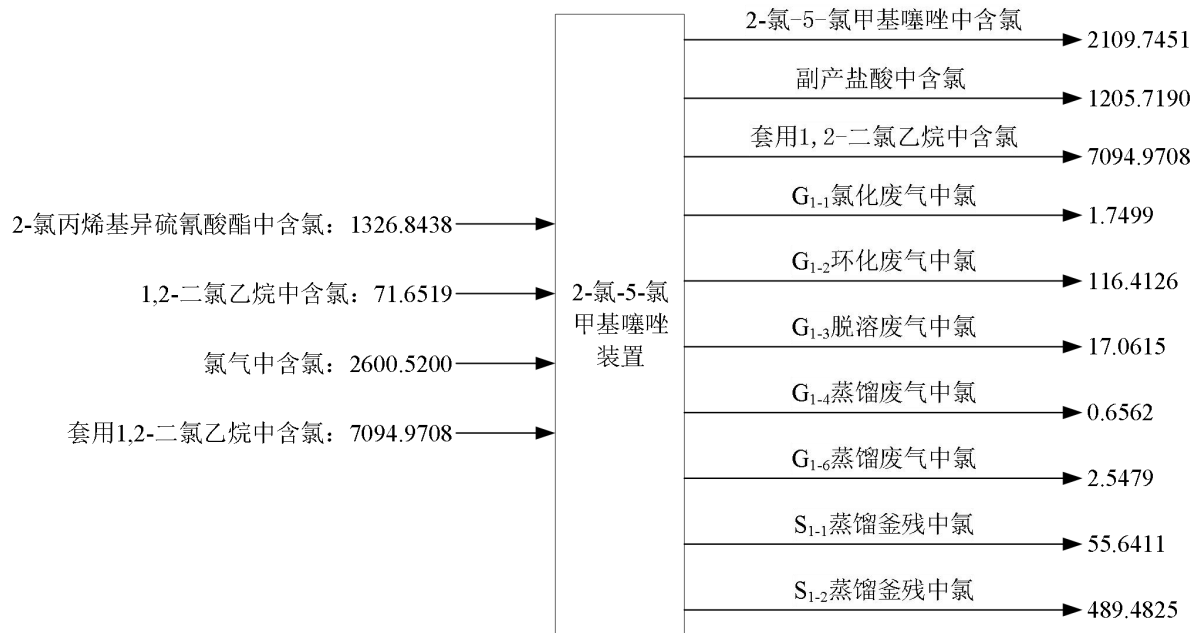 2-氯-5-氯甲基噻唑中含氯
2109.7451
副产盐酸中含氯
1205.7190
套用1,2-二氯乙烷中含氯
7094.9708
G1-1氯化废气中氯
1.7499
2-氯丙烯基异硫氰酸酯中含氯：1326.8438
G1-2环化废气中氯
116.4126
1,2-二氯乙烷中含氯：71.6519
2-氯-5-氯
甲基噻唑
装置
G1-3脱溶废气中氯
17.0615
氯气中含氯：2600.5200
G1-4蒸馏废气中氯
0.6562
套用1,2-二氯乙烷中含氯：7094.9708
G1-6蒸馏废气中氯
2.5479
S1-1蒸馏釜残中氯
55.6411
S1-2蒸馏釜残中氯
489.4825